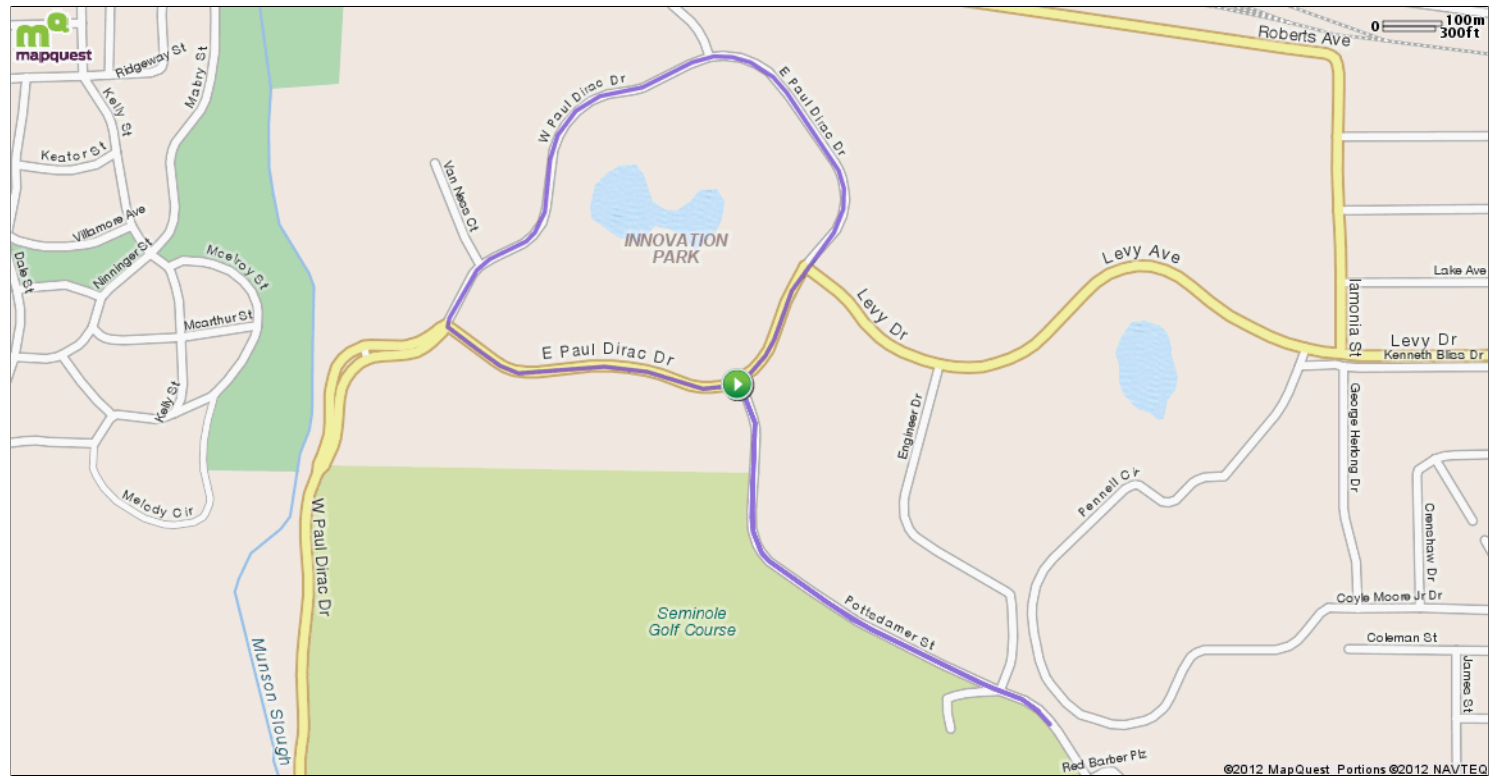 mq
mapquest
0 100m
300ft
Roberts Ave
Ridgeway St
Mabry St
Kelly St
Keator St
W Paul Dirac Dr
E Paul Dirac Dr
Van Ness Ct
Villamore Ave
Ninninger St
Dale St
Mcelroy St
INNOVATION
PARK
Levy Ave
Lake Ave
Iamonia St
Mcarthur St
Levy Dr
Levy Dr
Kenneth Bliss Dr
E Paul Dirac Dr
Kelly St
Engineer Dr
George Herbong Dr
Melody Cir
Pennell Cir
Crenshaw Dr
W Paul Dirac Dr
Seminole
Golf Course
Pottsdamer St
Coyle Moore Jr Dr
Coleman St
James St
Munson Slough
Red Barber Plz
©2012 MapQuest Portions ©2012 NAVTEQ